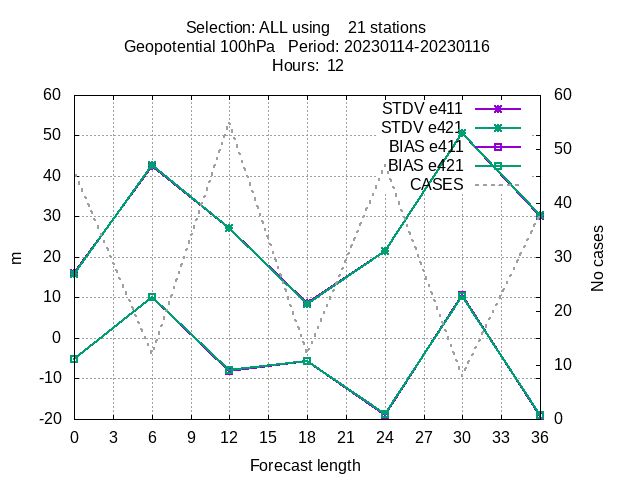 Selection: ALL using    21 stations
Geopotential 100hPa   Period: 20230114-20230116
Hours:  12
60
50
40
30
20
10
0
-10
-20
m
STDV e411
STDV e421
BIAS e411
BIAS e421
CASES
60
50
40
30
20
10
0
No cases
0 3 6 9 12 15 18 21 24 27 30 33 36
Forecast length